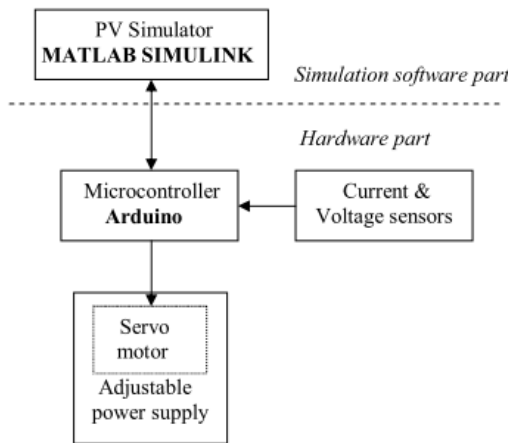 PV Simulator
MATLAB SIMULINK
Simulation software part
Hardware part
Microcontroller
Arduino
Current &
Voltage sensors
Servo
motor
Adjustable
power supply